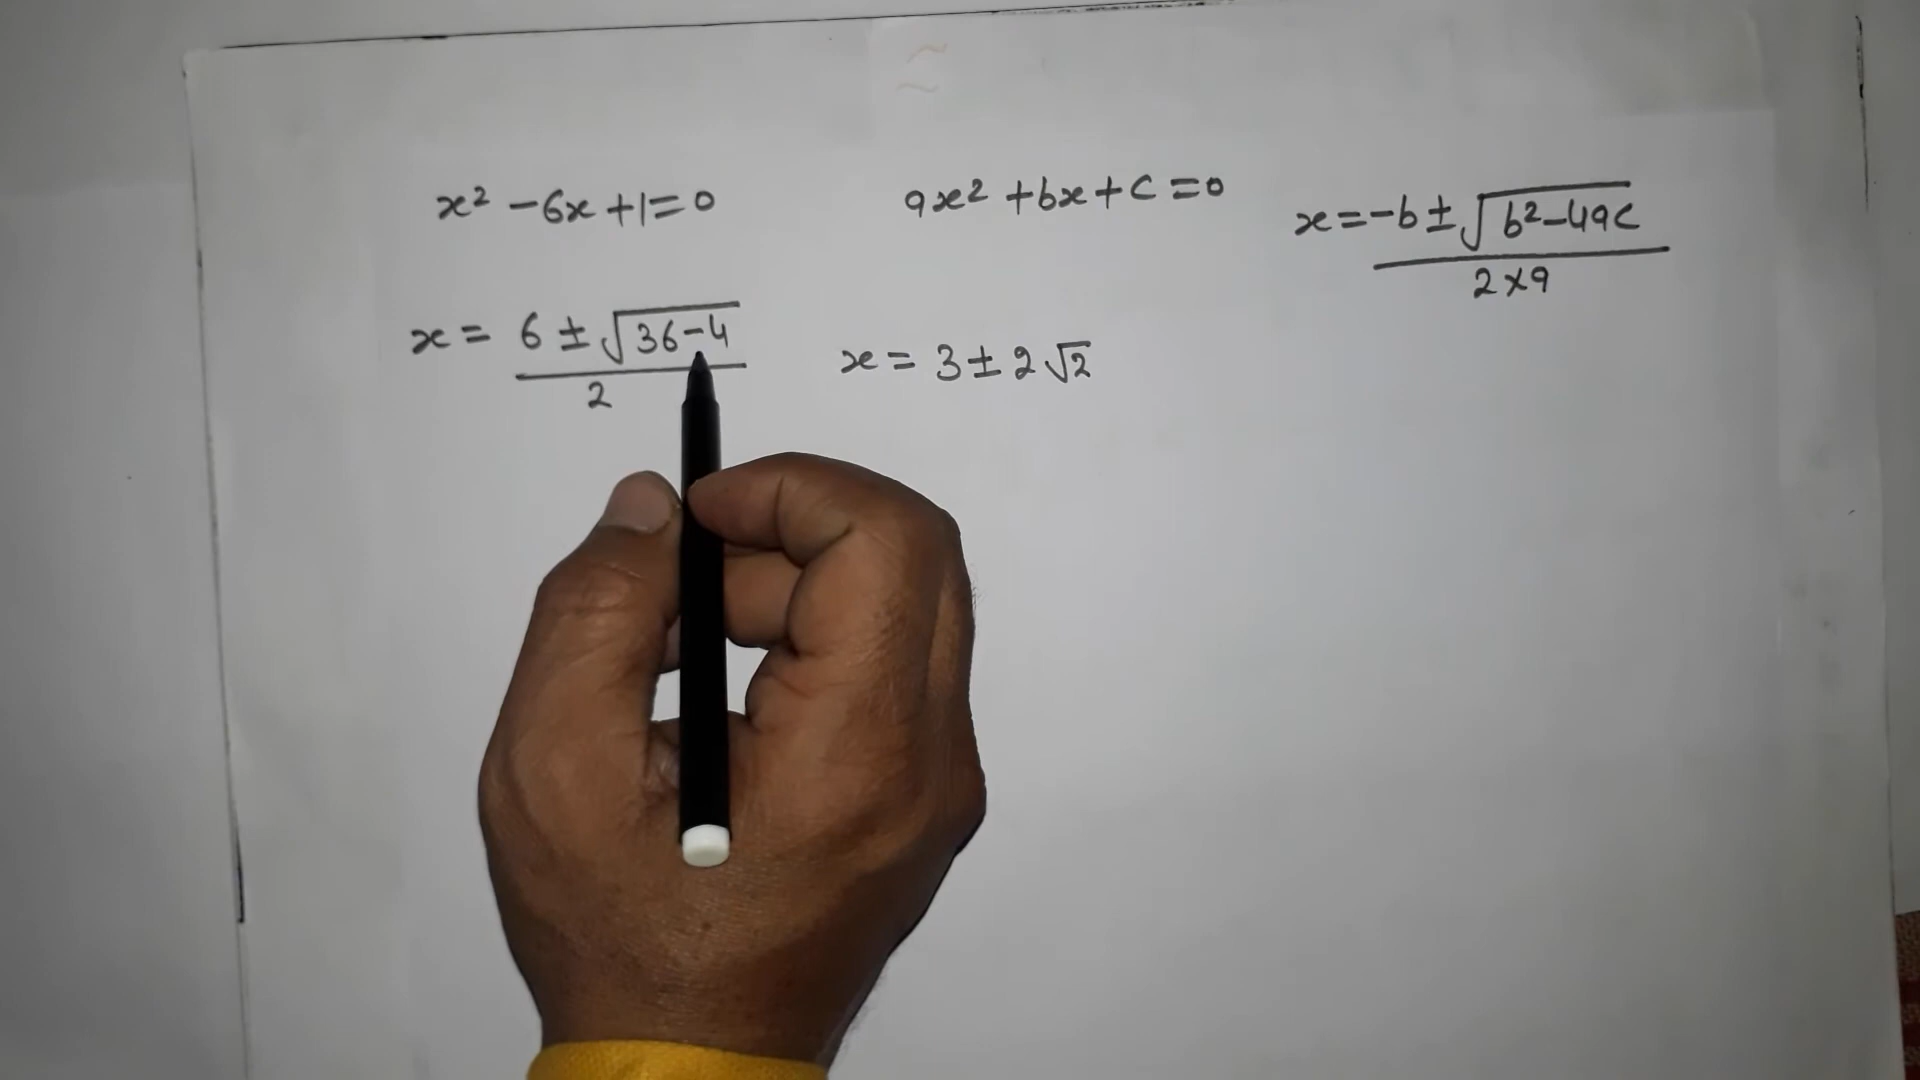 x² - 6x + 1 = 0
ax² + bx + c = 0
x = -b ± √(b² - 4ac) / 2 × a
x = 6 ± √(36 - 4) / 2
x = 3 ± 2√2